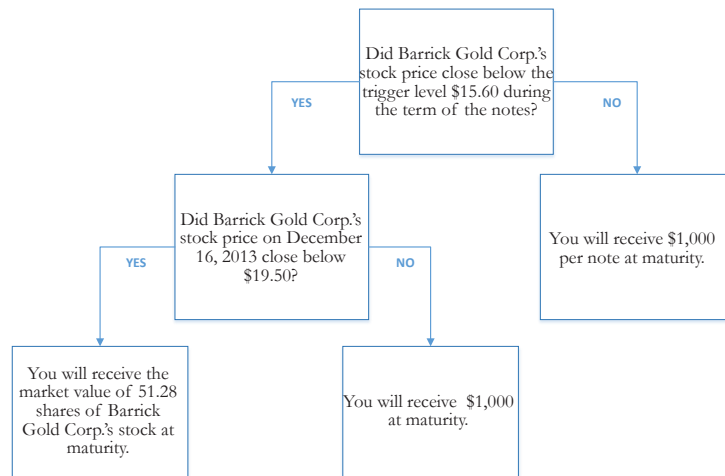 Did Barrick Gold Corp.'s
stock price close below the
trigger level $15.60 during
the term of the notes?
YES
NO
Did Barrick Gold Corp.'s
stock price on December
16, 2013 close below
$19.50?
You will receive $1,000
per note at maturity.
YES
NO
You will receive the
market value of 51.28
shares of Barrick
Gold Corp.'s stock at
maturity.
You will receive $1,000
at maturity.